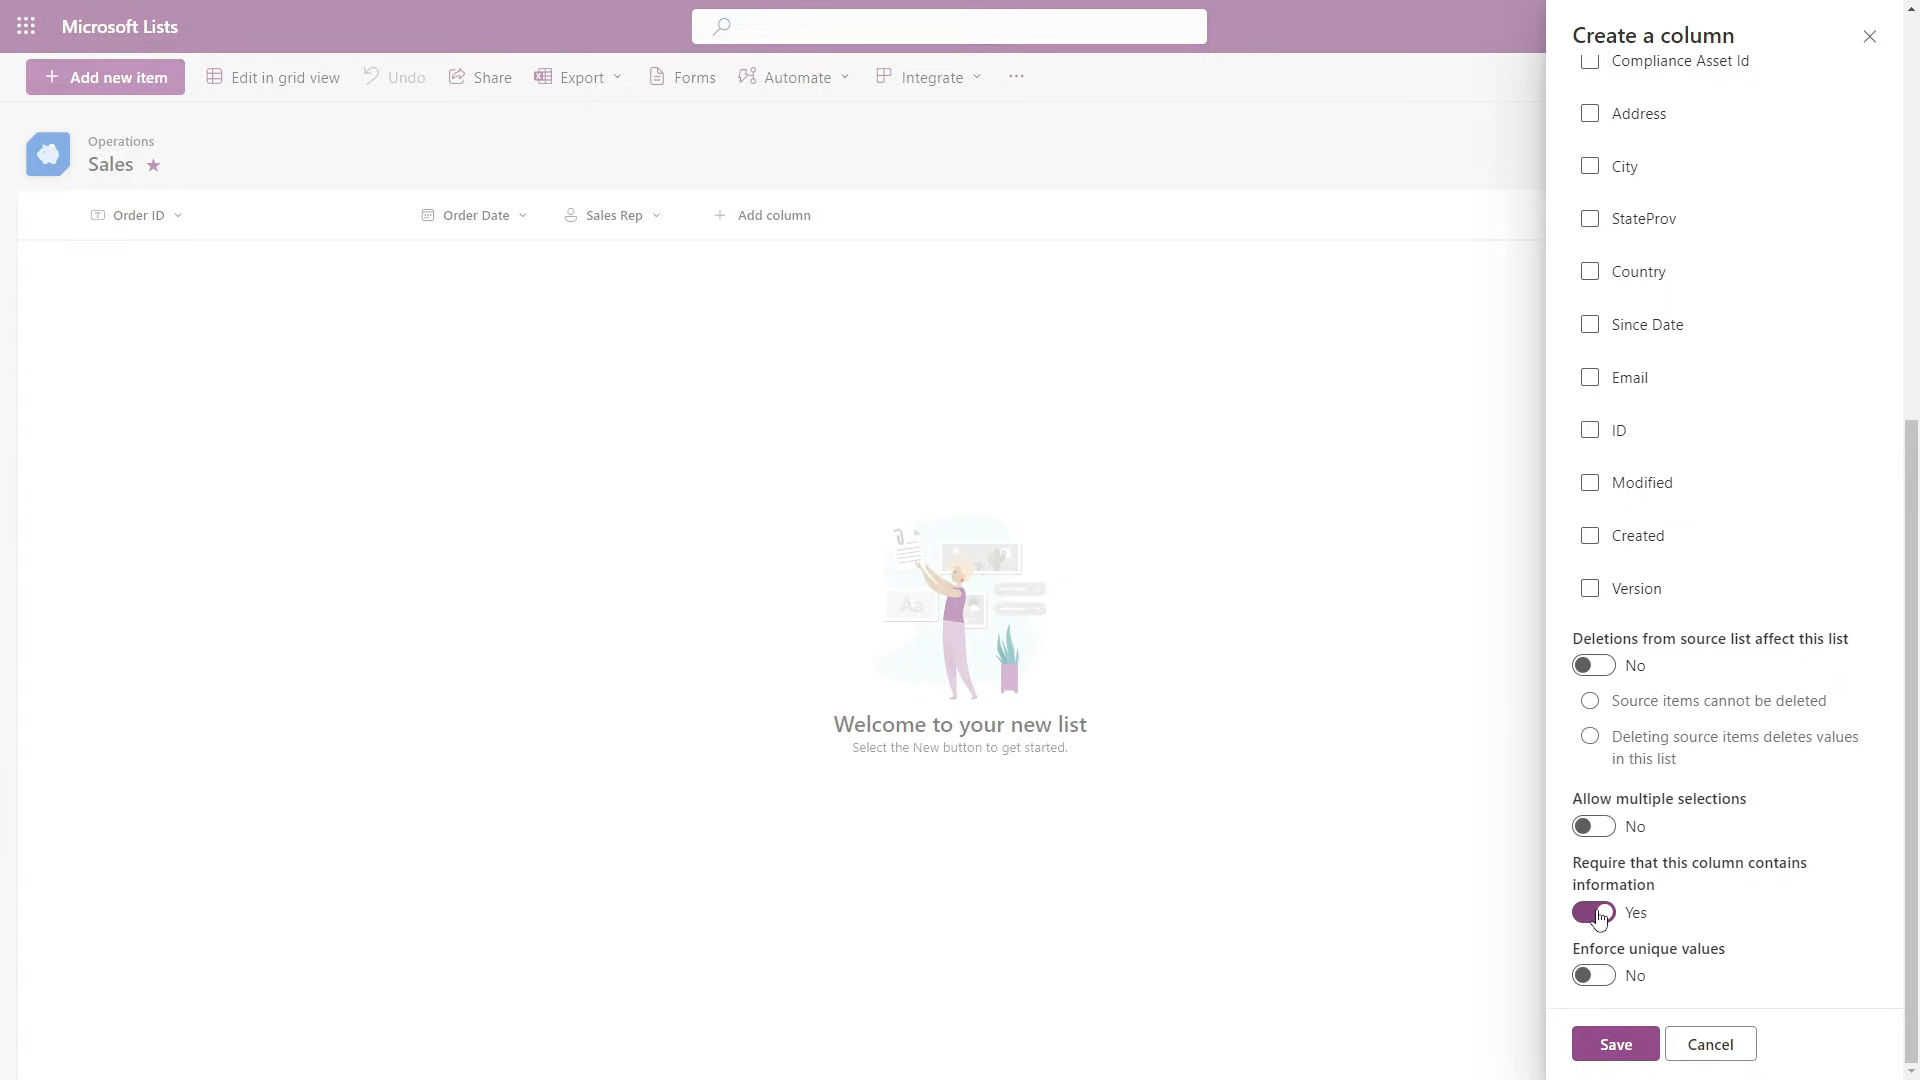 Microsoft Lists
Add new item
Edit in grid view
Undo
Share
Export
Forms
Automate
Integrate
Operations
Sales
Order ID
Order Date
Sales Rep
Add column
Aa
Welcome to your new list
Select the New button to get started.
Create a column
Compliance Asset Id
Address
City
StateProv
Country
Since Date
Email
ID
Modified
Created
Version
Deletions from source list affect this list
No
Source items cannot be deleted
Deleting source items deletes values
in this list
Allow multiple selections
No
Require that this column contains
information
Yes
Enforce unique values
No
Save
Cancel